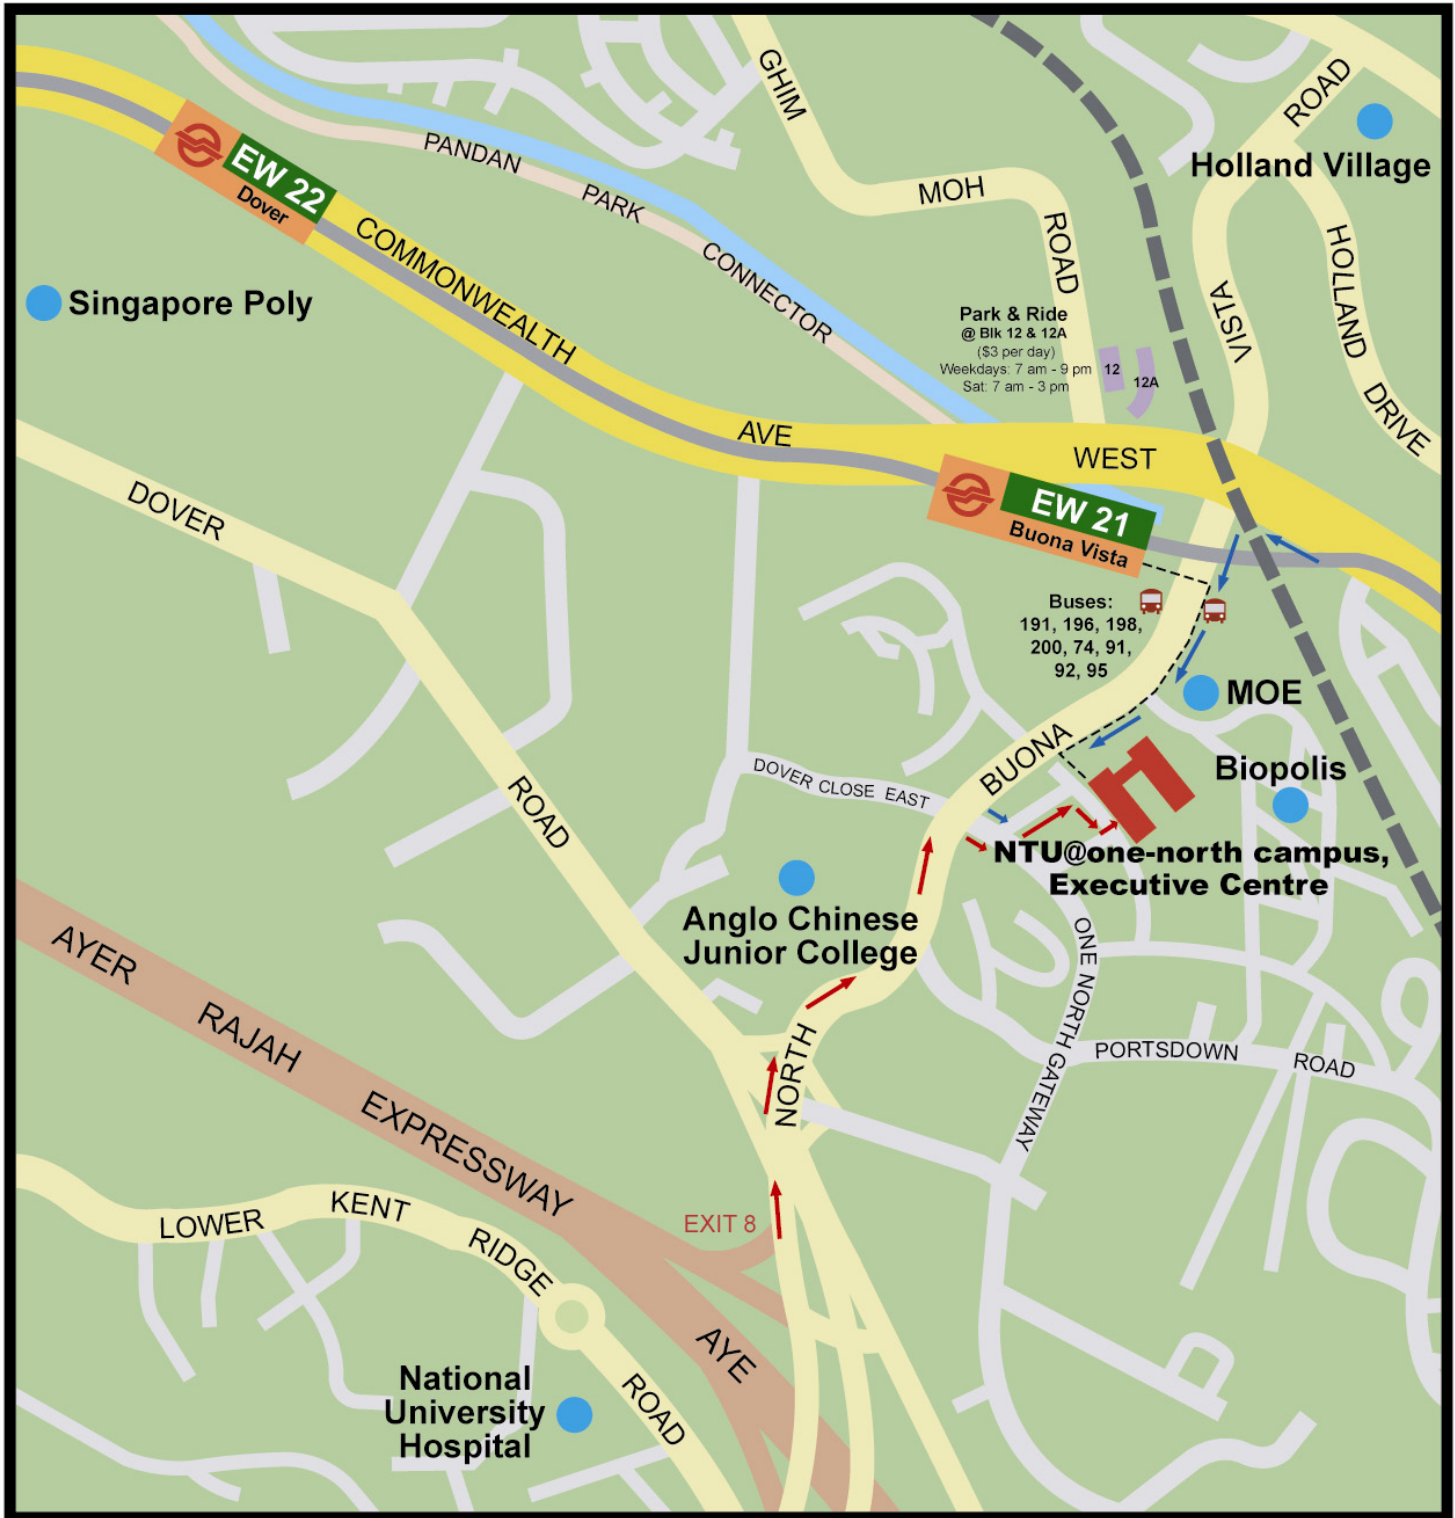 GHIM
MOH
ROAD
ROAD
Holland Village
HOLLAND
DRIVE
VISTA
PANDAN
PARK
CONNECTOR
EW 22
Dover
COMMONWEALTH
AVE
WEST
Singapore Poly
Park & Ride
@ Blk 12 & 12A
($3 per day)
Weekdays: 7 am - 9 pm
Sat: 7 am - 3 pm
12
12A
EW 21
Buona Vista
DOVER
ROAD
Buses:
191, 196, 198,
200, 74, 91,
92, 95
MOE
BUONA
Biopolis
DOVER CLOSE EAST
NTU@one-north campus,
Executive Centre
Anglo Chinese
Junior College
ONE NORTH GATEWAY
NORTH
PORTSDOWN
ROAD
AYER
RAJAH
EXPRESSWAY
EXIT 8
AYE
LOWER
KENT
RIDGE
ROAD
National
University
Hospital